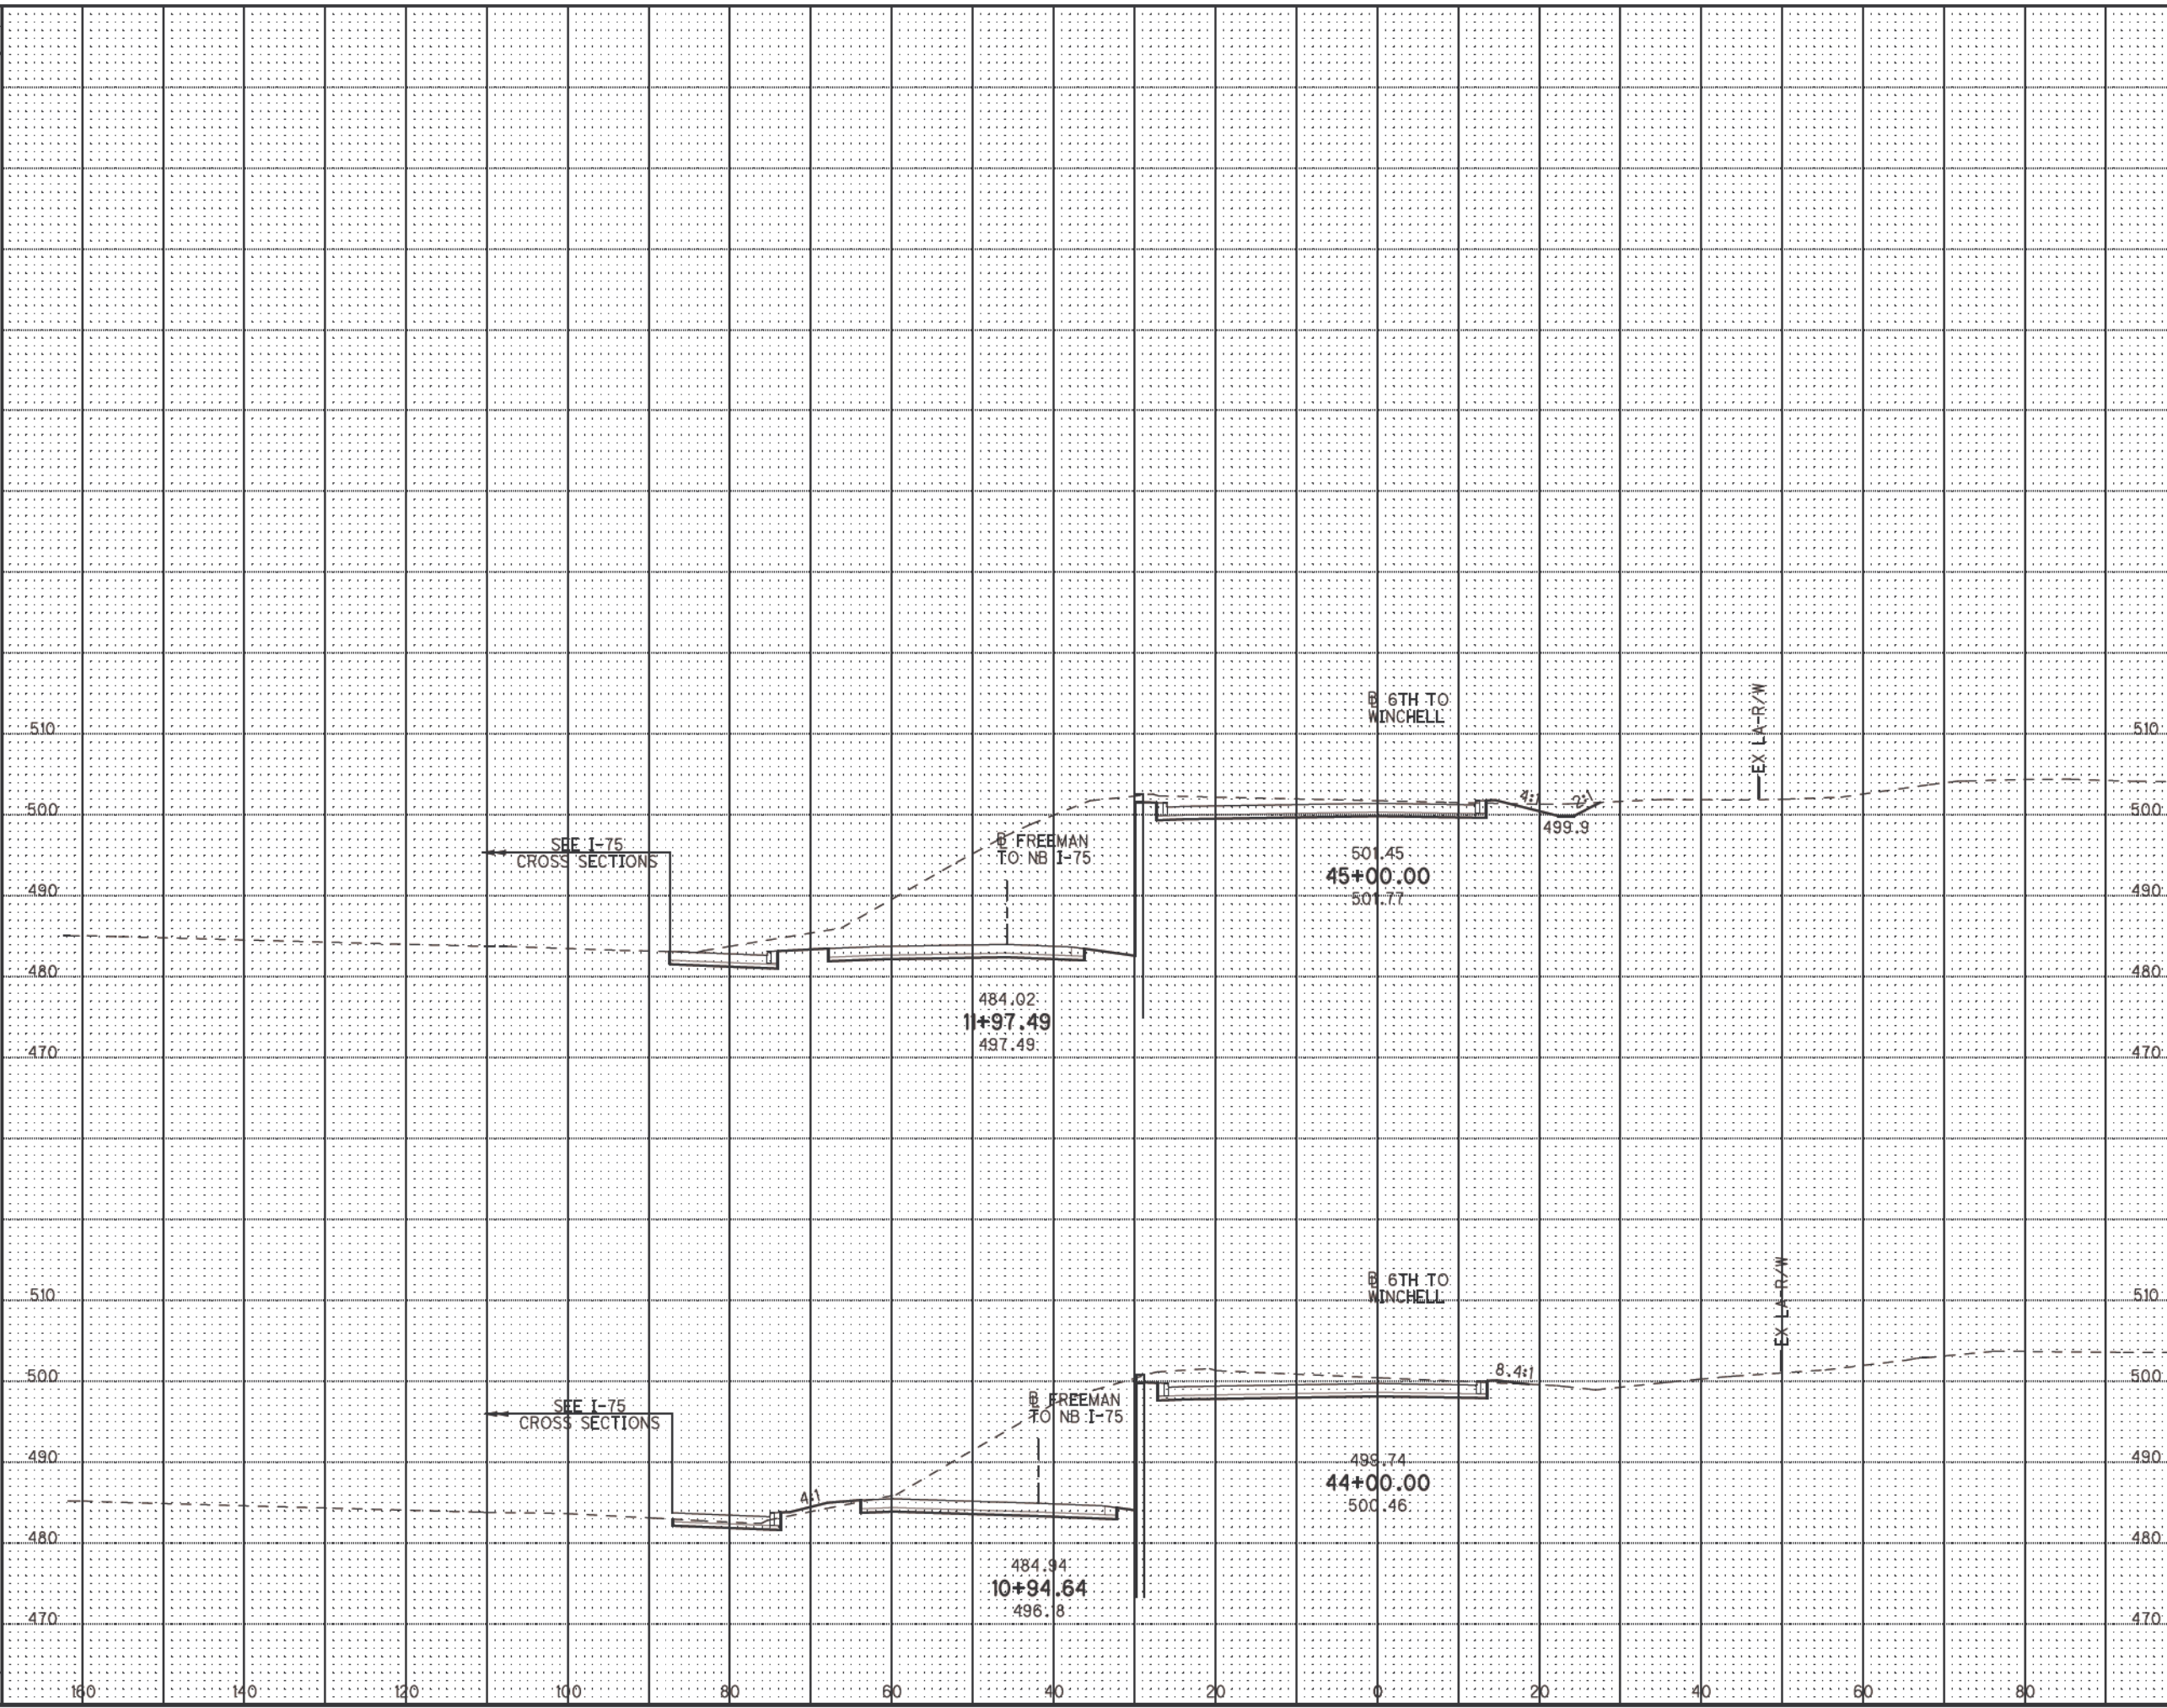 ℄ 6TH TO
WINCHELL
EX LA-R/W
510
510
500
500
4:1
2:1
499.9
SEE I-75
CROSS SECTIONS
℄ FREEMAN
TO NB I-75
501.45
45+00.00
501.77
490
490
480
480
484.02
11+97.49
497.49
470
470
℄ 6TH TO
WINCHELL
EX LA-R/W
510
510
500
500
8.4:1
SEE I-75
CROSS SECTIONS
℄ FREEMAN
TO NB I-75
499.74
44+00.00
500.46
490
490
4:1
480
480
484.94
10+94.64
496.18
470
470
160 140 120 100 80 60 40 20 0 20 40 60 80